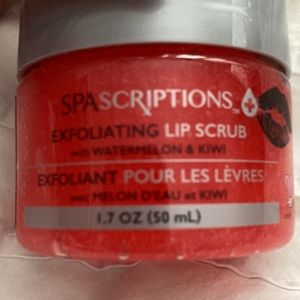 SPASCRIPTIONS™
EXFOLIATING LIP SCRUB
with WATERMELON & KIWI
EXFOLIANT POUR LES LÈVRES
avec MELON D'EAU et KIWI
1.7 OZ (50 mL)